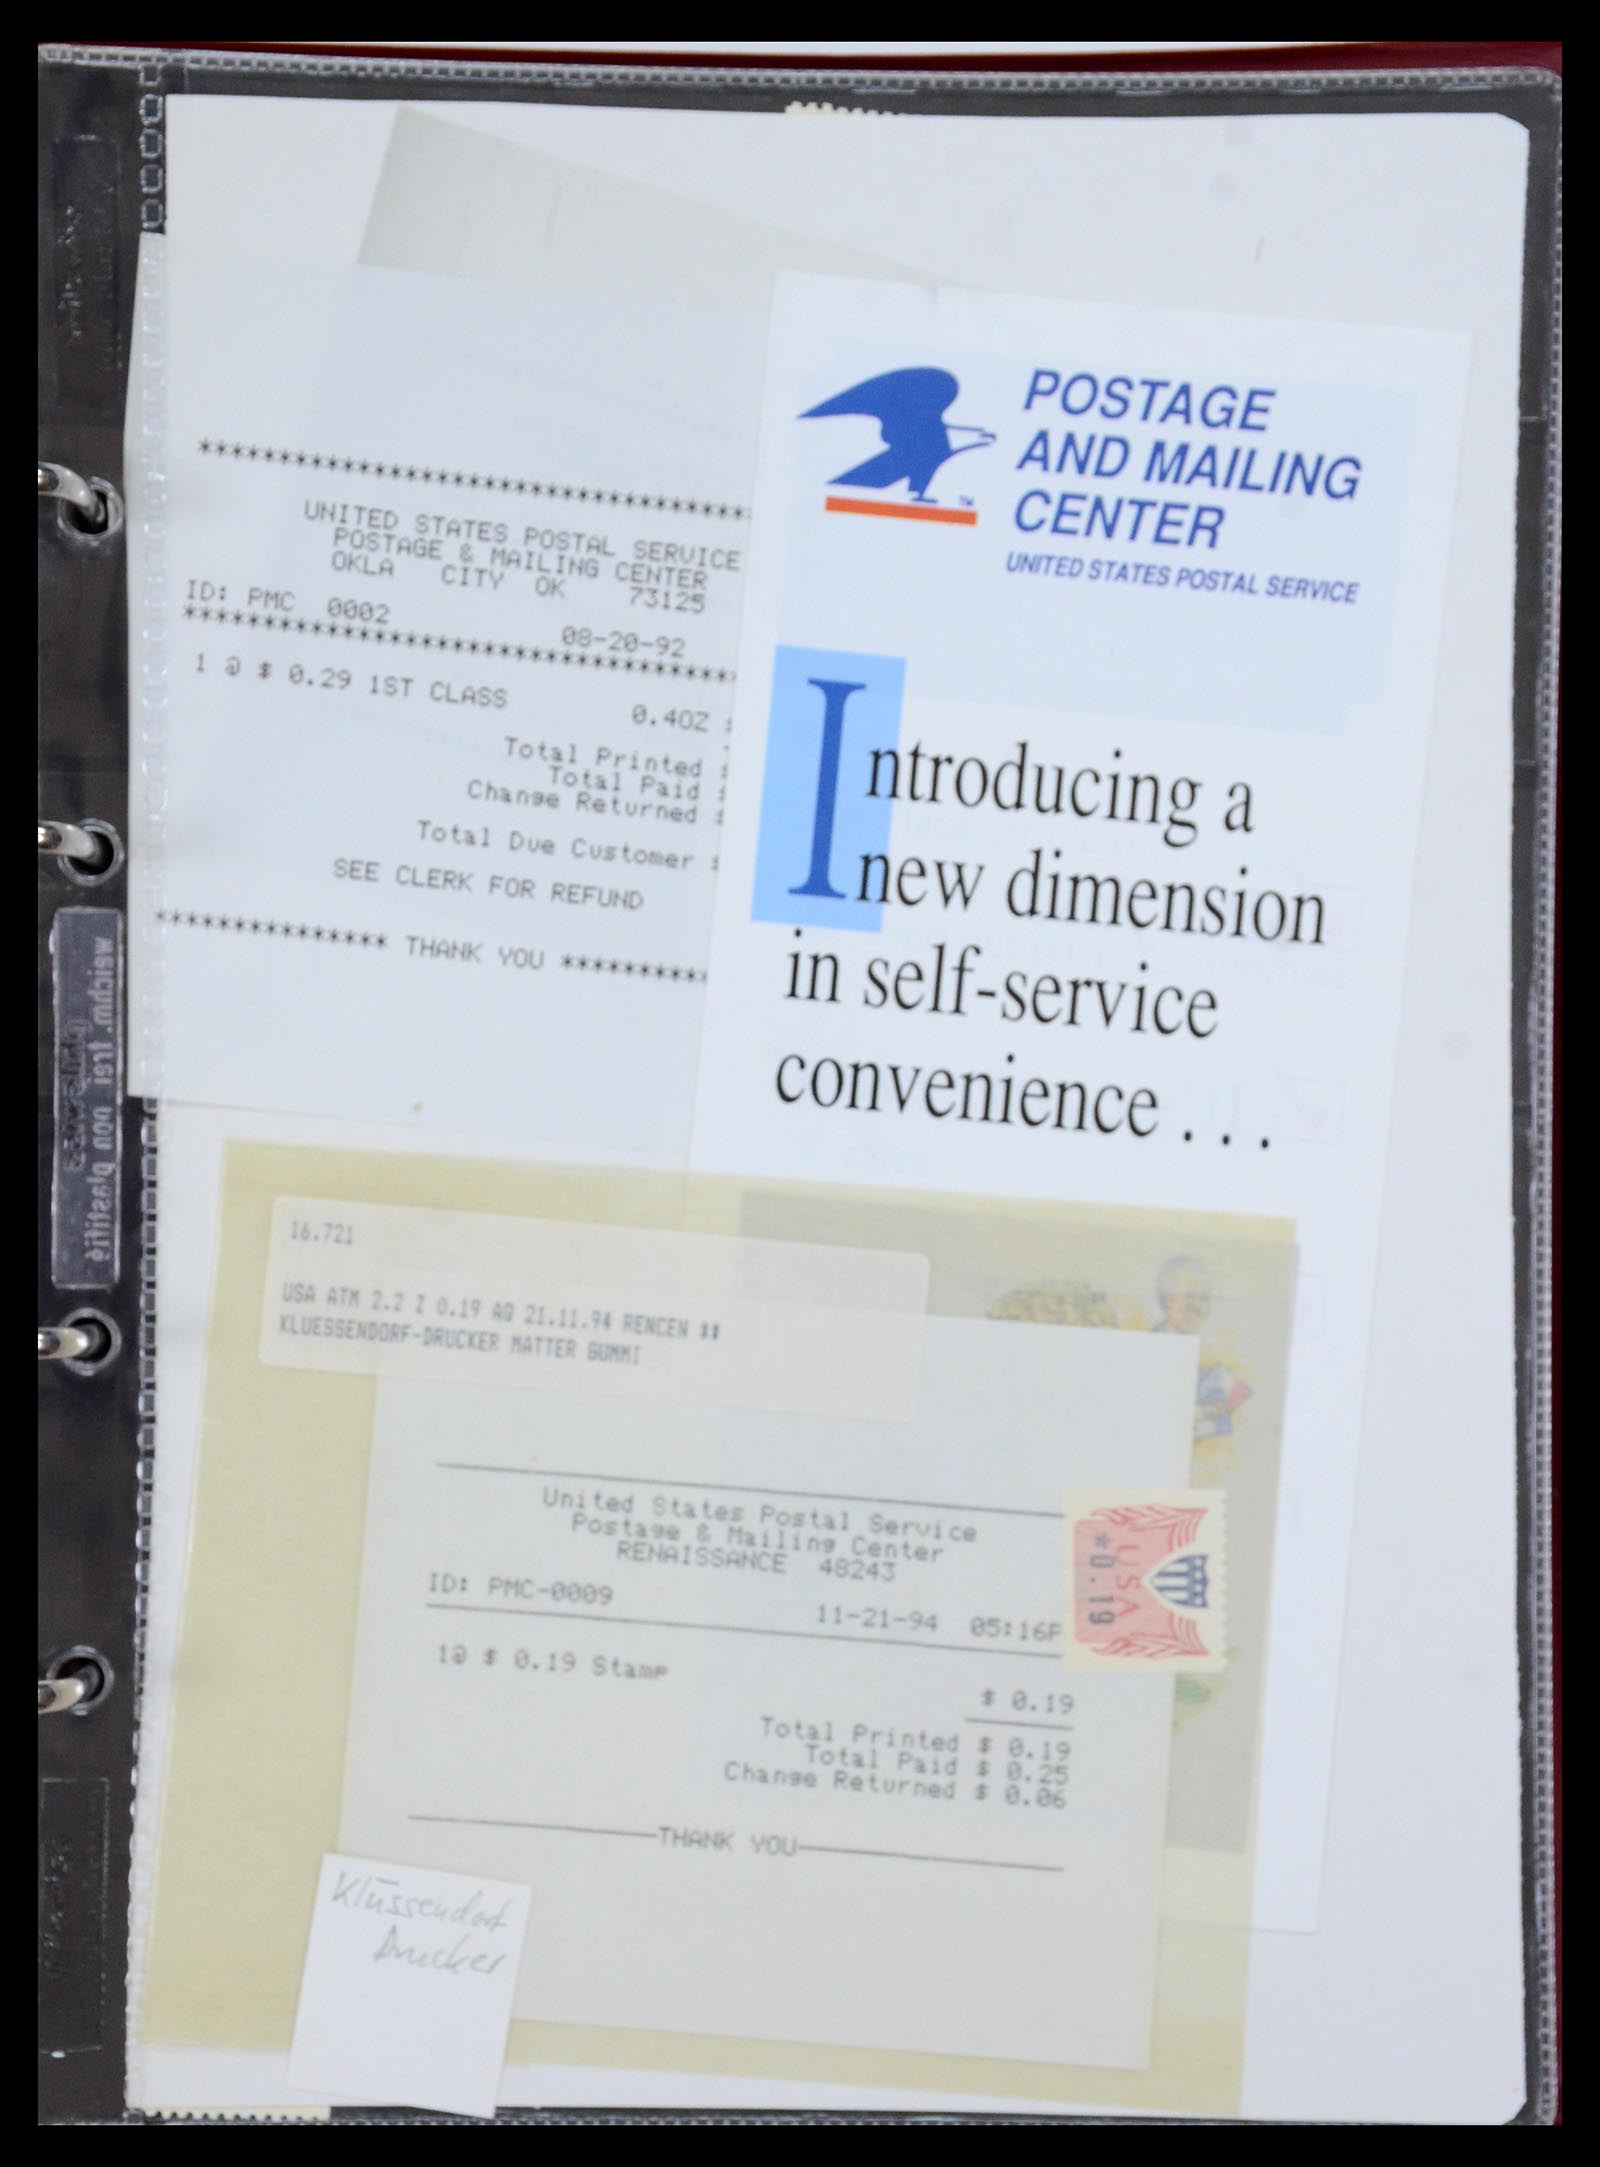 POSTAGE
AND MAILING
CENTER
UNITED STATES POSTAL SERVICE
Introducing a
new dimension
in self-service
convenience . . .
****************************************
UNITED STATES POSTAL SERVICE
POSTAGE & MAILING CENTER
OKLA CITY OK 73125
ID: PMC 0002 08-20-92
****************************************
1 @ $ 0.29 1ST CLASS 0.4OZ
Total Printed
Total Paid
Change Returned
Total Due Customer
SEE CLERK FOR REFUND
*************** THANK YOU **********
16.721
USA ATM 2.2 Z 0.19 AQ 21.11.94 RENCEN $$
KLUESSENDORF-DRUCKER MATTER GUMMI
United States Postal Service
Postage & Mailing Center
RENAISSANCE 48243
ID: PMC-0009 11-21-94 05:16P
1@ $ 0.19 Stamp
$ 0.19
Total Printed $ 0.19
Total Paid $ 0.25
Change Returned $ 0.06
THANK YOU
USA
*0.19
Klüssendorf
Drucker